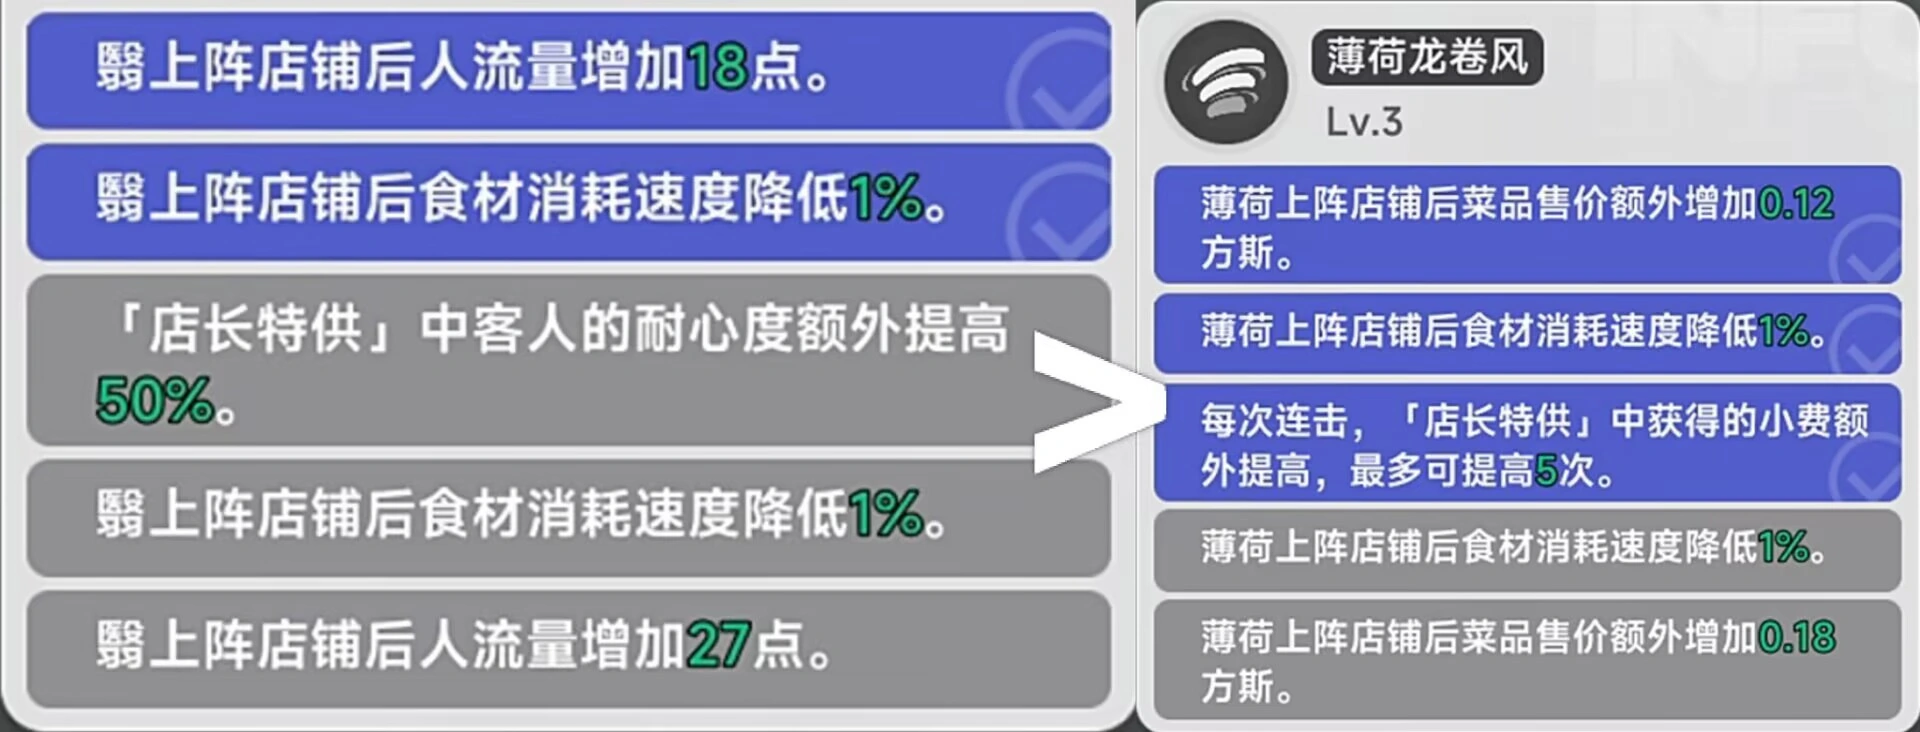 翳上阵店铺后人流量增加18点。
翳上阵店铺后食材消耗速度降低1%。
「店长特供」中客人的耐心度额外提高
50%。
翳上阵店铺后食材消耗速度降低1%。
翳上阵店铺后人流量增加27点。
>
薄荷龙卷风
Lv.3
薄荷上阵店铺后菜品售价额外增加0.12
方斯。
薄荷上阵店铺后食材消耗速度降低1%。
每次连击，「店长特供」中获得的小费额
外提高，最多可提高5次。
薄荷上阵店铺后食材消耗速度降低1%。
薄荷上阵店铺后菜品售价额外增加0.18
方斯。